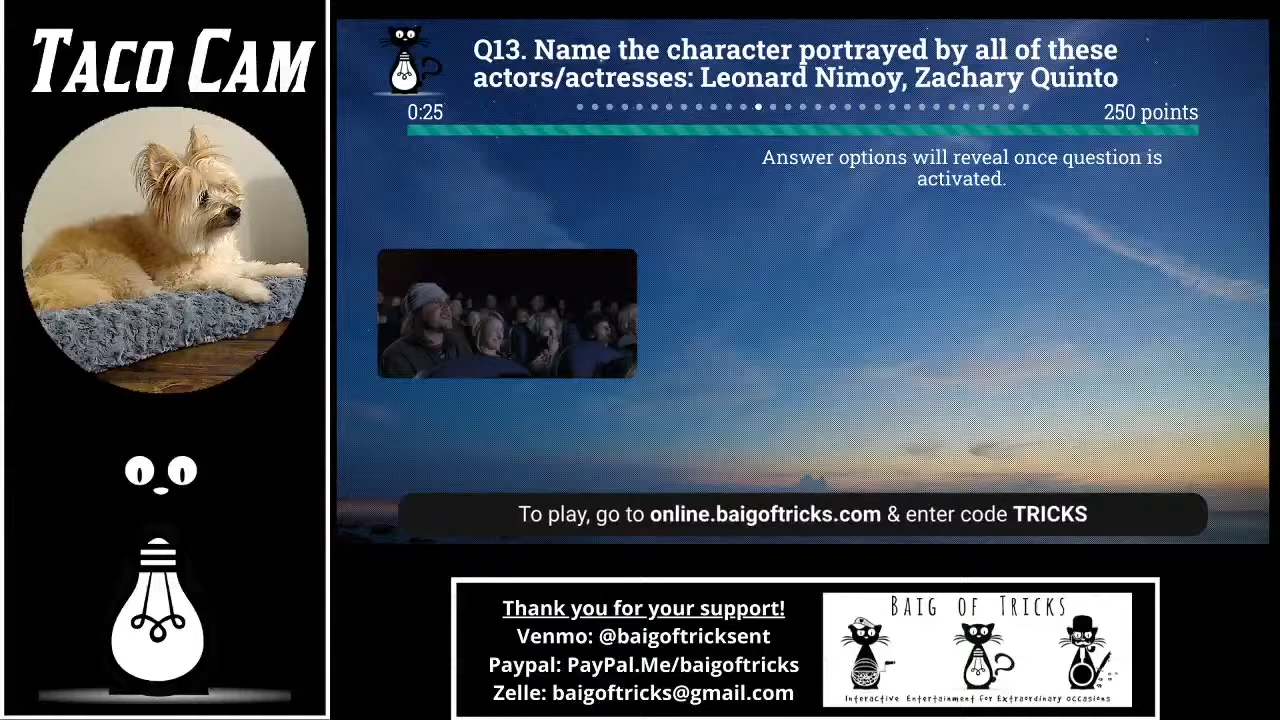 TACO CAM
Q13. Name the character portrayed by all of these
actors/actresses: Leonard Nimoy, Zachary Quinto
0:25
250 points
Answer options will reveal once question is
activated.
To play, go to online.baigoftricks.com & enter code TRICKS
Thank you for your support!
Venmo: @baigoftricksent
Paypal: PayPal.Me/baigoftricks
Zelle: baigoftricks@gmail.com
BAIG OF TRICKS
Interactive Entertainment for Extraordinary occasions